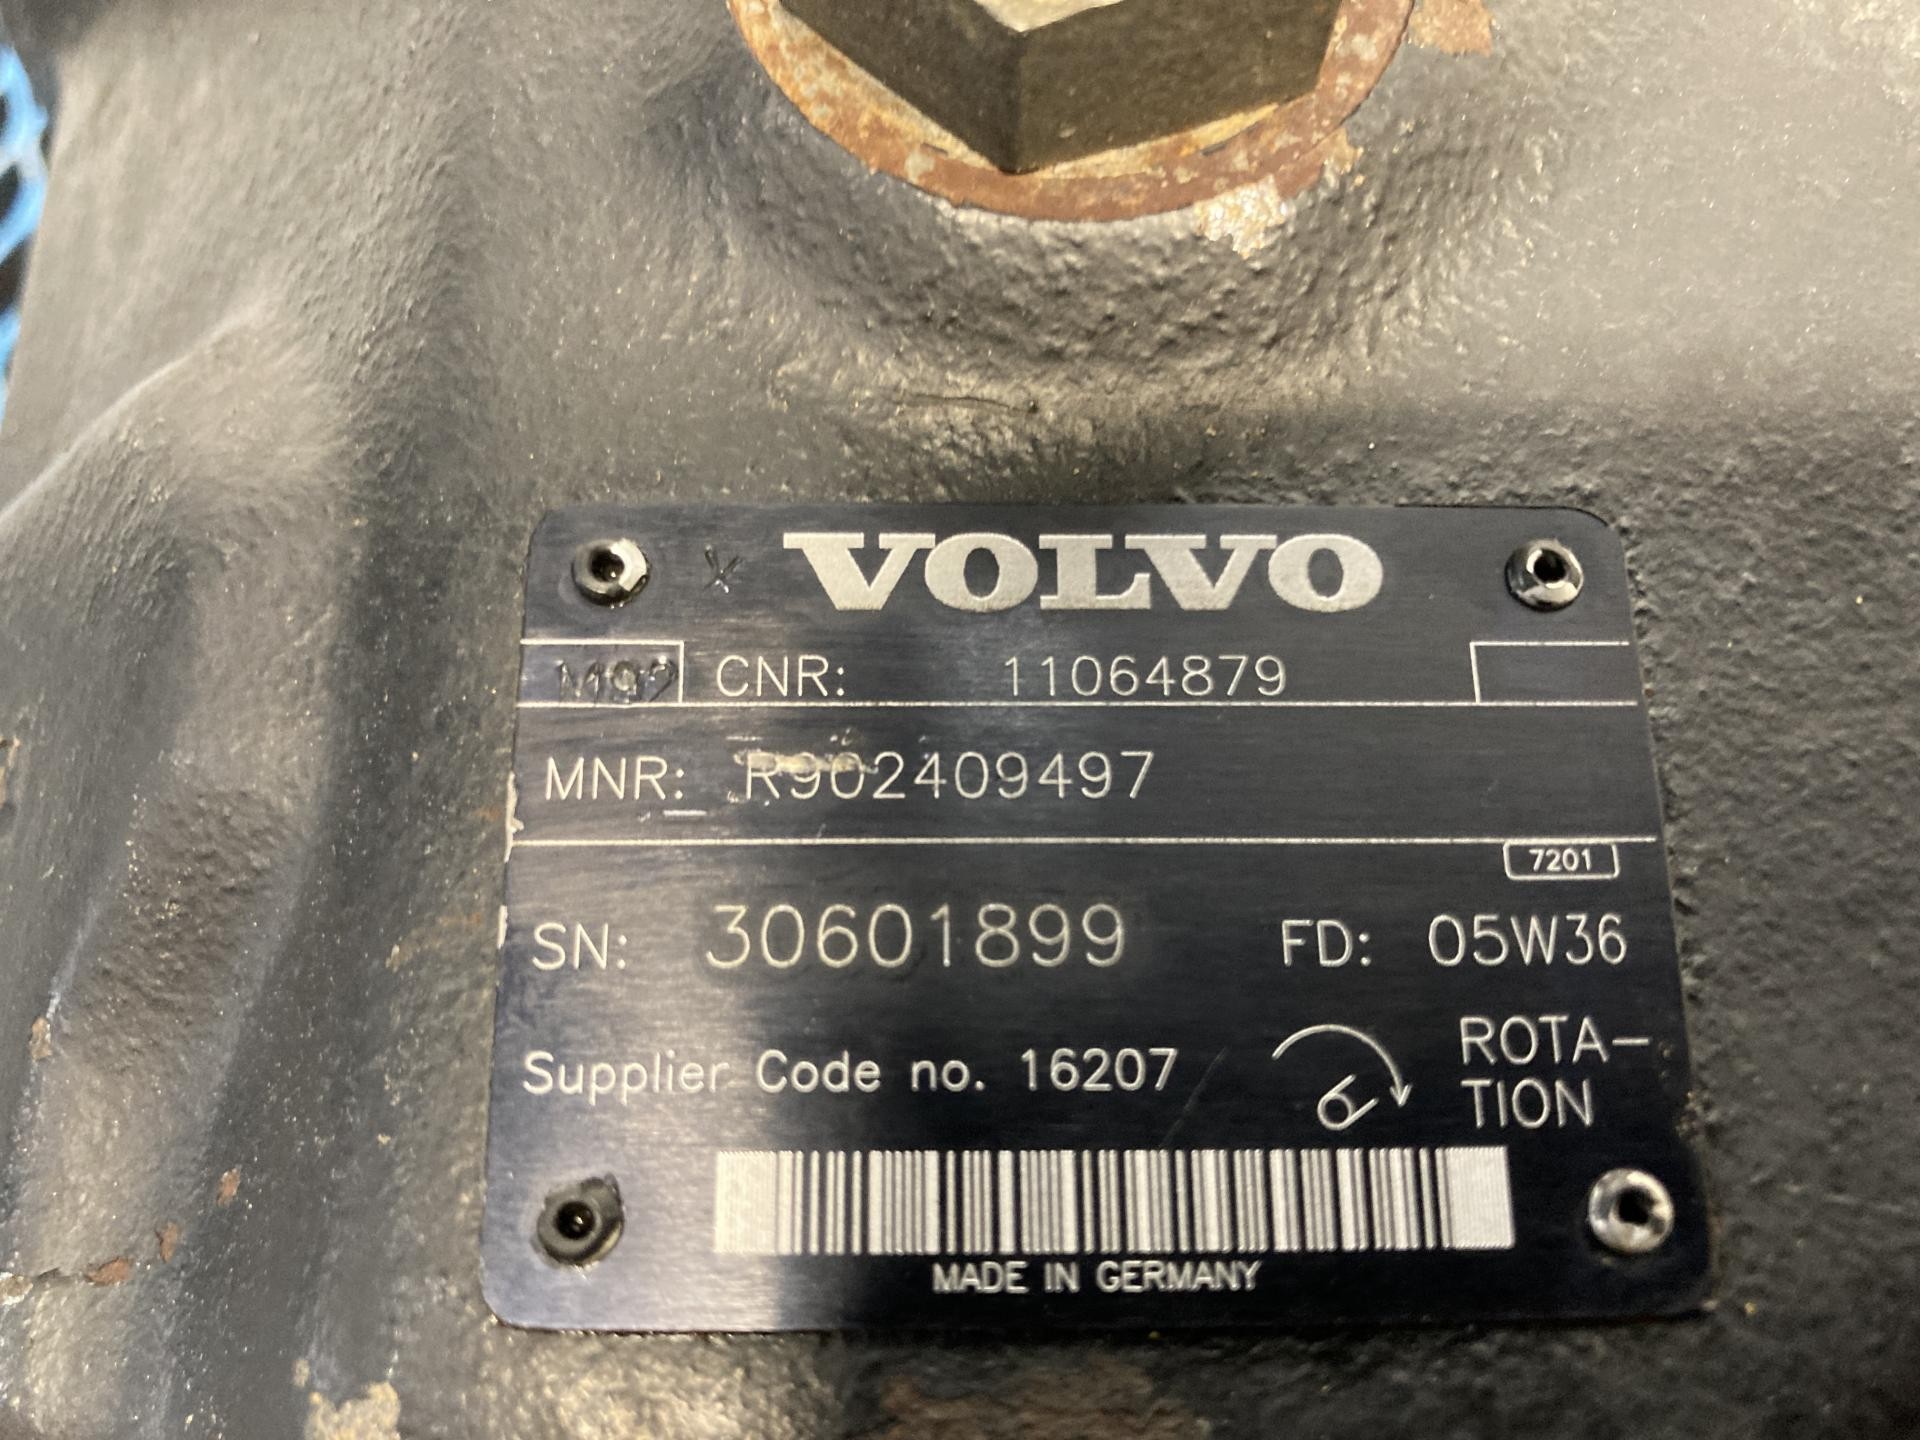 VOLVO
CNR: 11064879
MNR: R902409497
7201
SN: 30601899 FD: 05W36
Supplier Code no. 16207
ROTA-
TION
MADE IN GERMANY